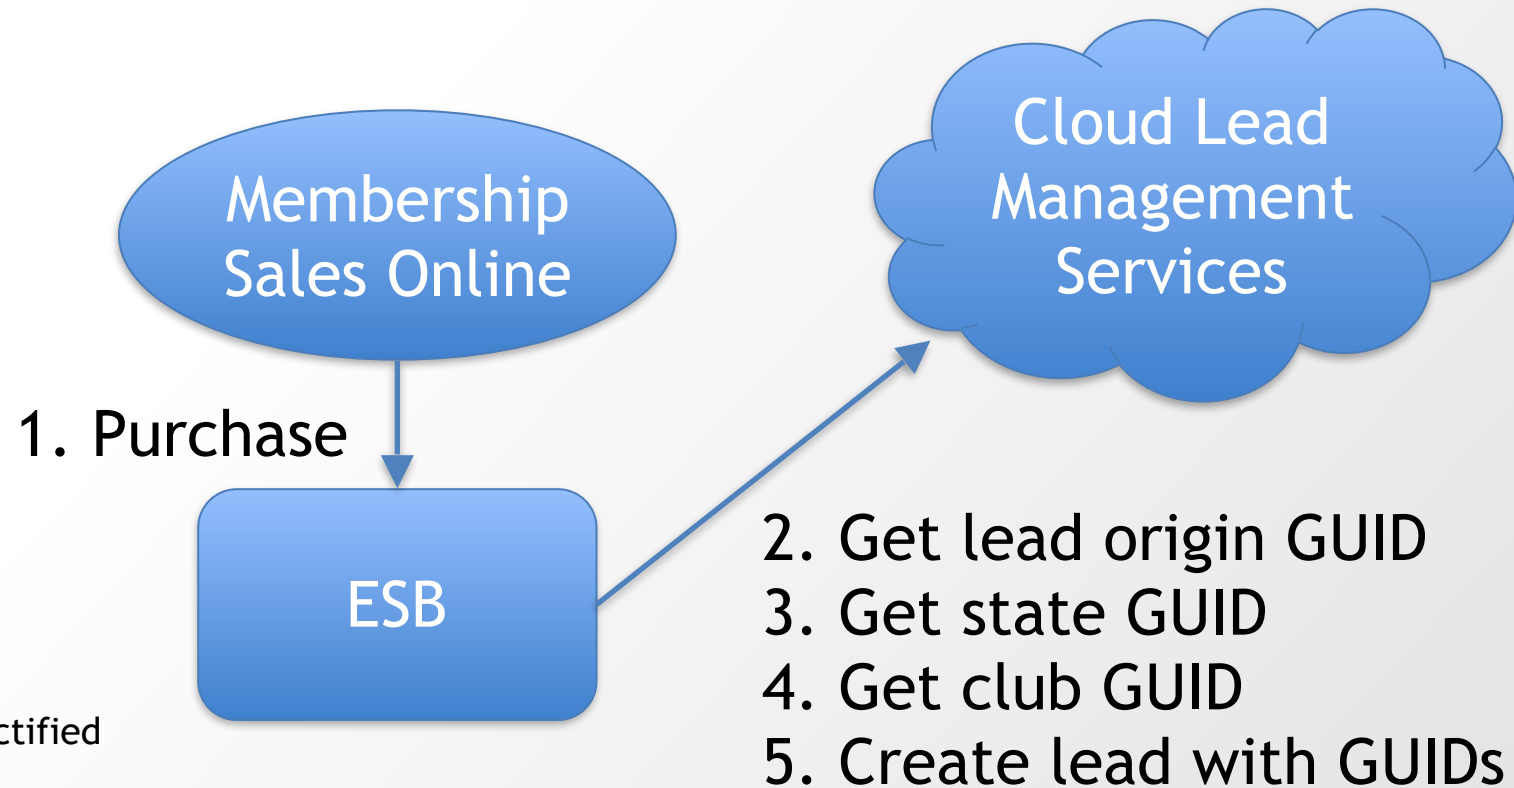 Membership
Sales Online
Cloud Lead
Management
Services
1. Purchase
ESB
2. Get lead origin GUID
3. Get state GUID
4. Get club GUID
5. Create lead with GUIDs